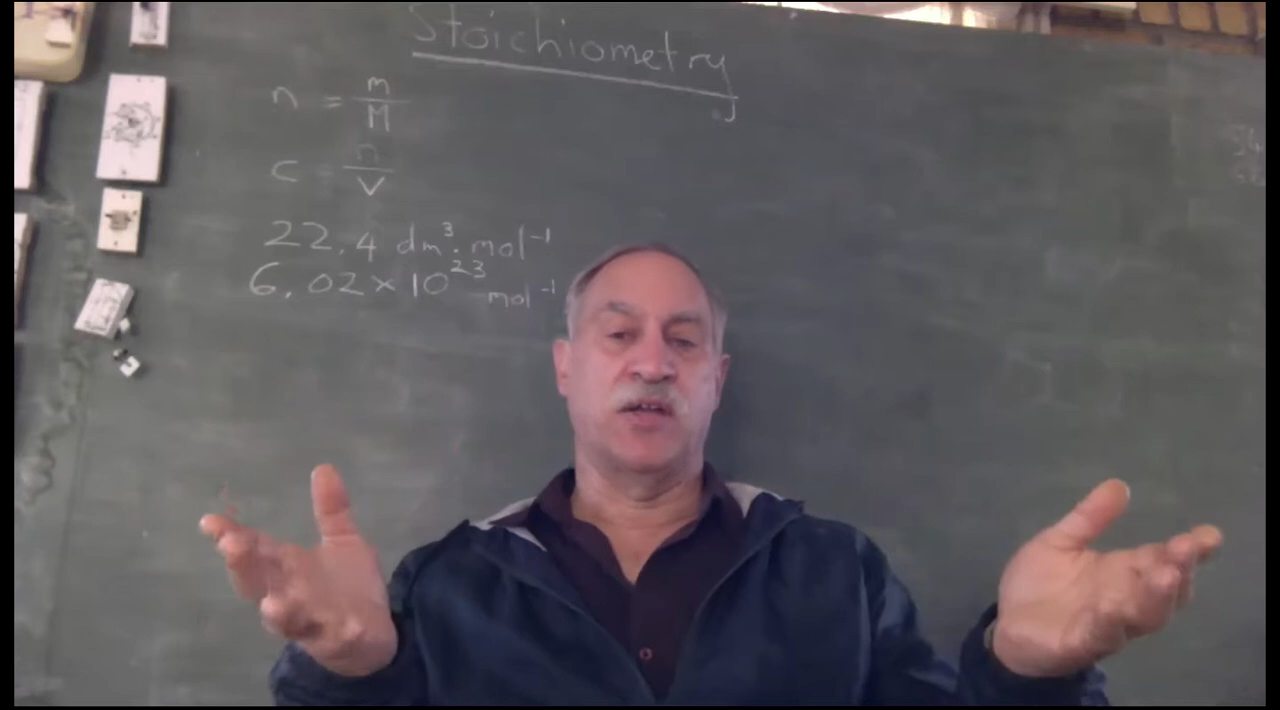 Stoichiometry
n = m/M
c = n/V
22.4 dm³.mol⁻¹
6.02×10²³ mol⁻¹